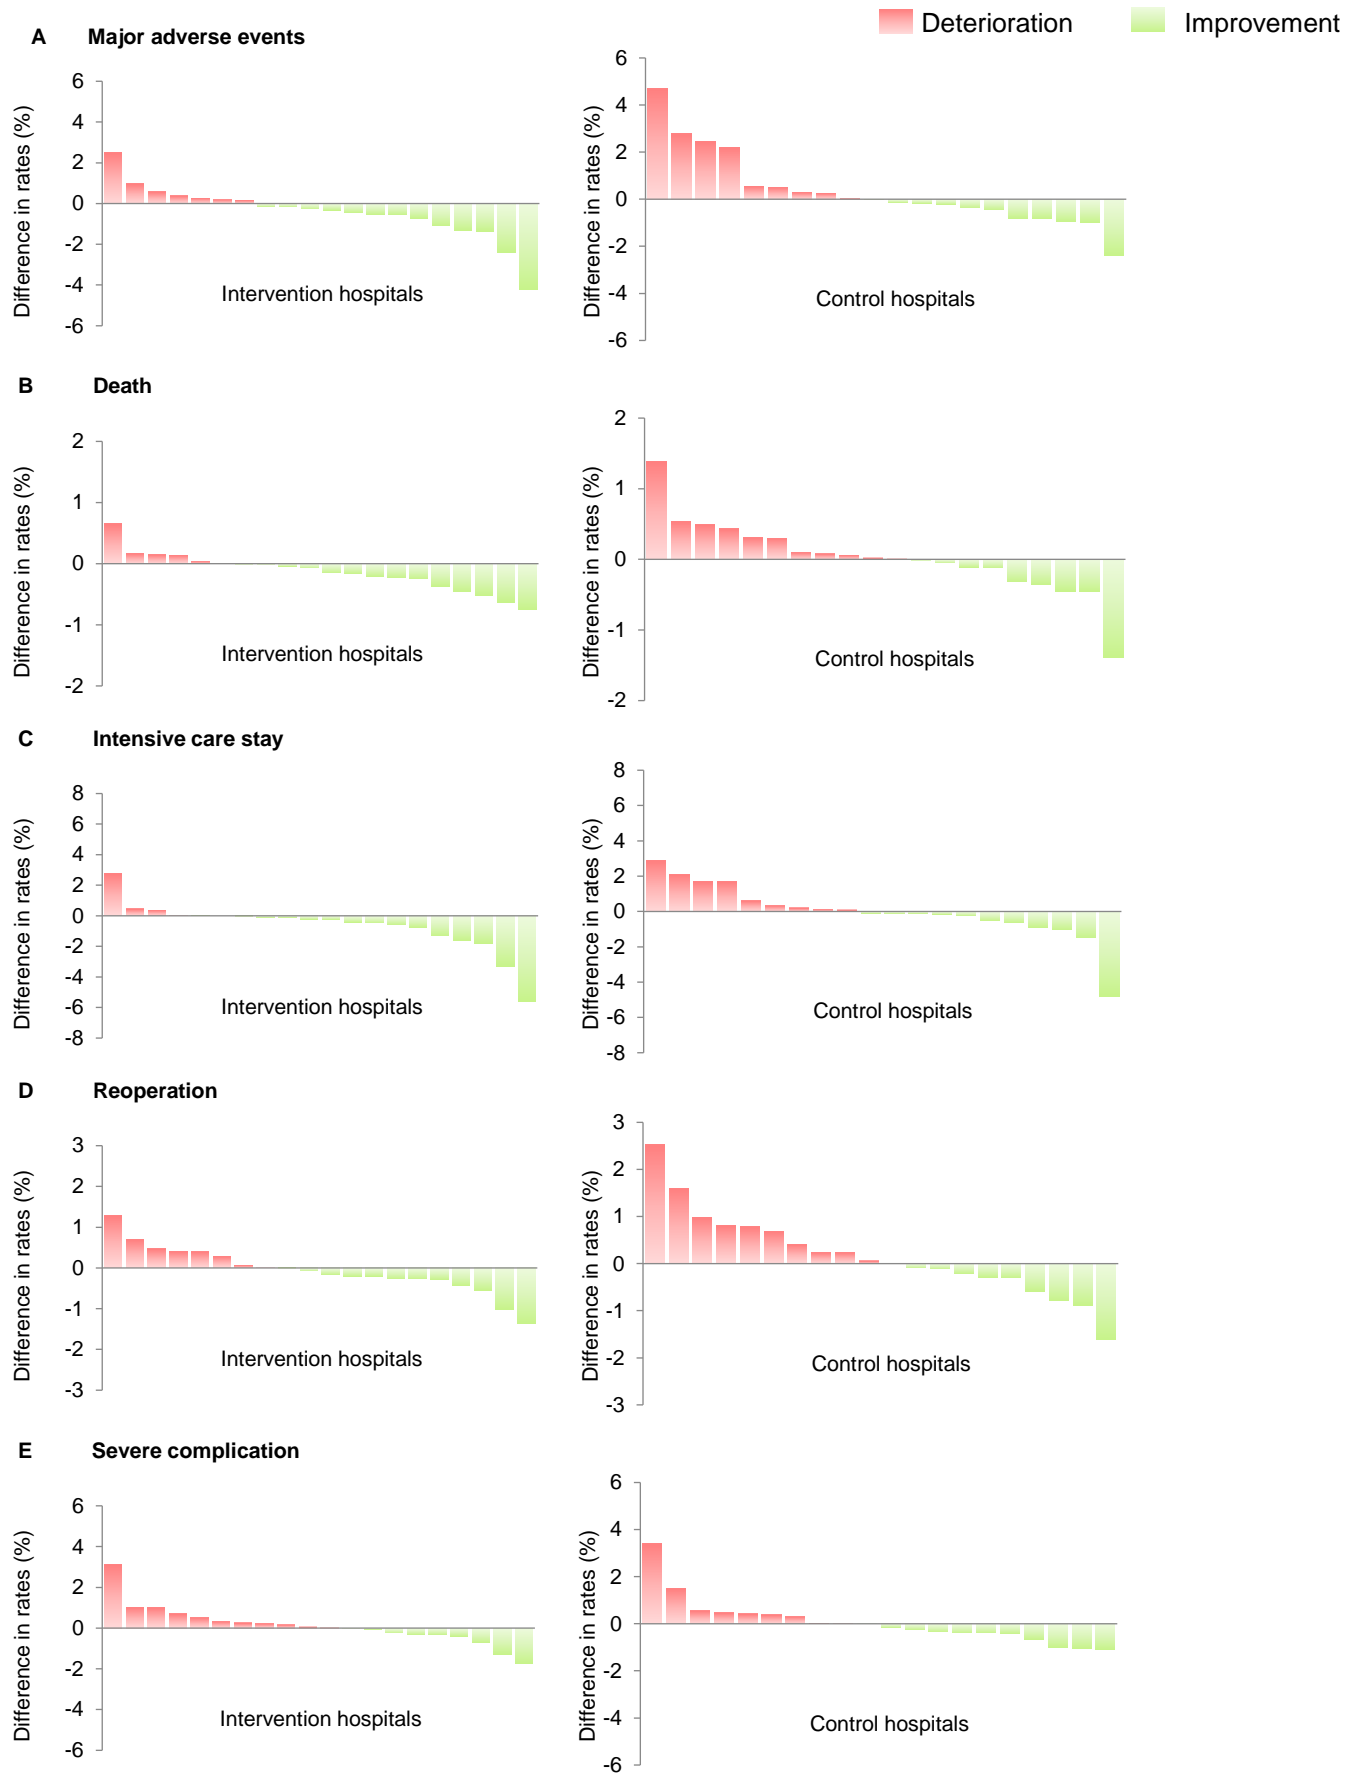 Deterioration Improvement
A Major adverse events
6
4
2
0
-2
-4
-6
Difference in rates (%)
Intervention hospitals
6
4
2
0
-2
-4
-6
Difference in rates (%)
Control hospitals
B Death
2
1
0
-1
-2
Difference in rates (%)
Intervention hospitals
2
1
0
-1
-2
Difference in rates (%)
Control hospitals
C Intensive care stay
8
6
4
2
0
-2
-4
-6
-8
Difference in rates (%)
Intervention hospitals
8
6
4
2
0
-2
-4
-6
-8
Difference in rates (%)
Control hospitals
D Reoperation
3
2
1
0
-1
-2
-3
Difference in rates (%)
Intervention hospitals
3
2
1
0
-1
-2
-3
Difference in rates (%)
Control hospitals
E Severe complication
6
4
2
0
-2
-4
-6
Difference in rates (%)
Intervention hospitals
6
4
2
0
-2
-4
-6
Difference in rates (%)
Control hospitals